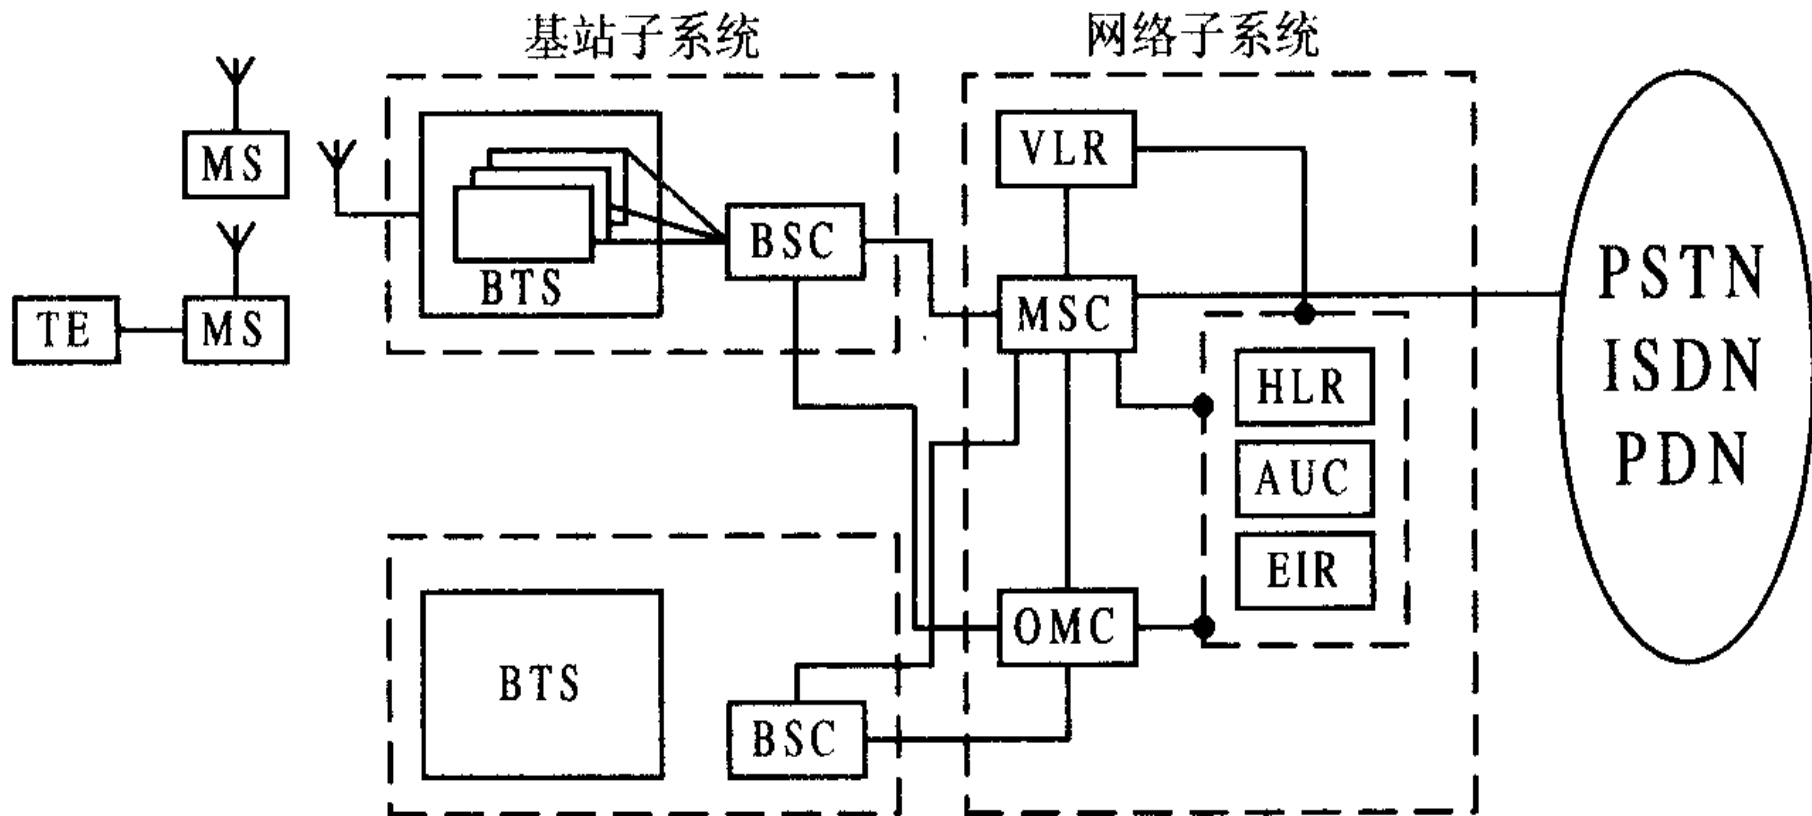 基站子系统
网络子系统
MS
BTS
BSC
VLR
TE
MS
MSC
PSTN
ISDN
PDN
HLR
AUC
EIR
OMC
BTS
BSC